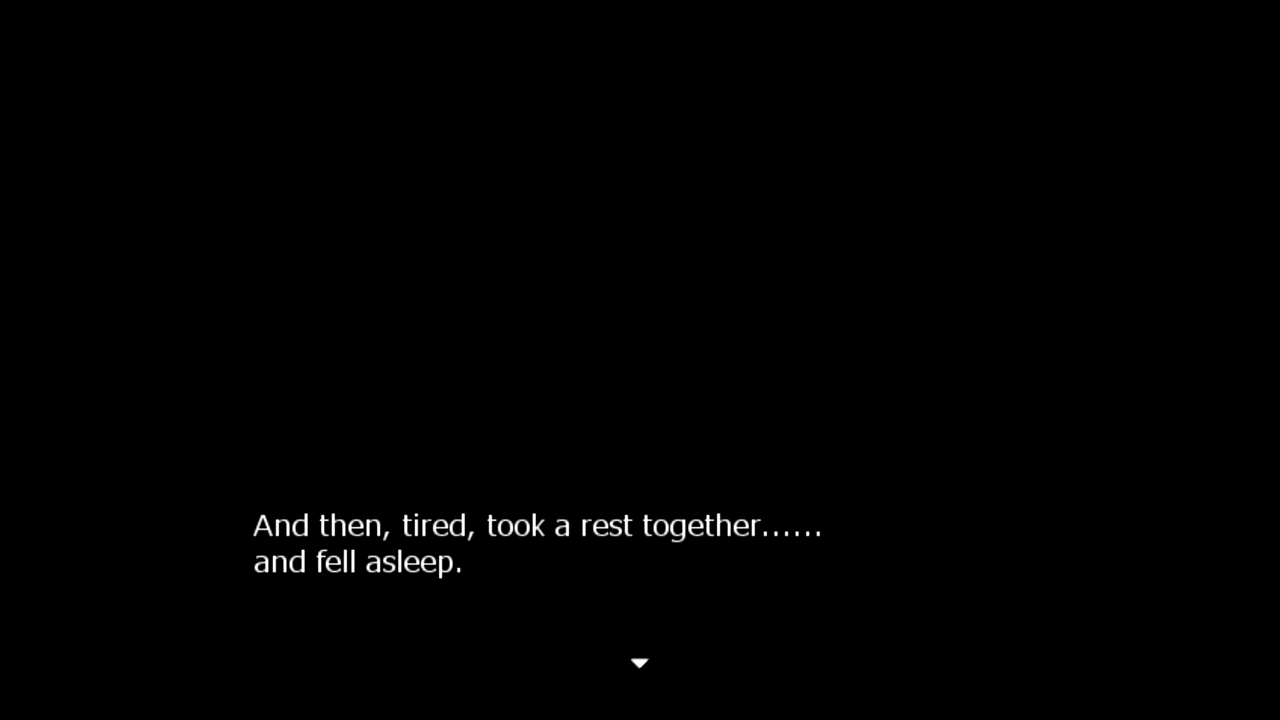 And then, tired, took a rest together……
and fell asleep.